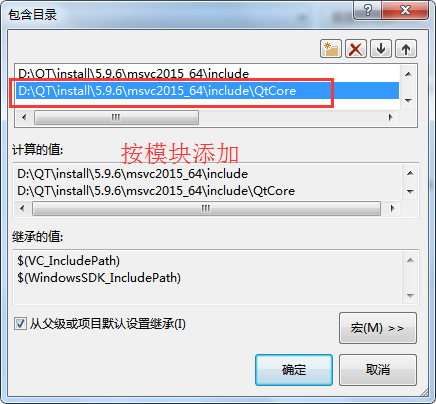 包含目录
D:\QT\install\5.9.6\msvc2015_64\include
D:\QT\install\5.9.6\msvc2015_64\include\QtCore
按模块添加
计算的值:
D:\QT\install\5.9.6\msvc2015_64\include
D:\QT\install\5.9.6\msvc2015_64\include\QtCore
继承的值:
$(VC_IncludePath)
$(WindowsSDK_IncludePath)
从父级或项目默认设置继承(I)
宏(M) >>
确定
取消